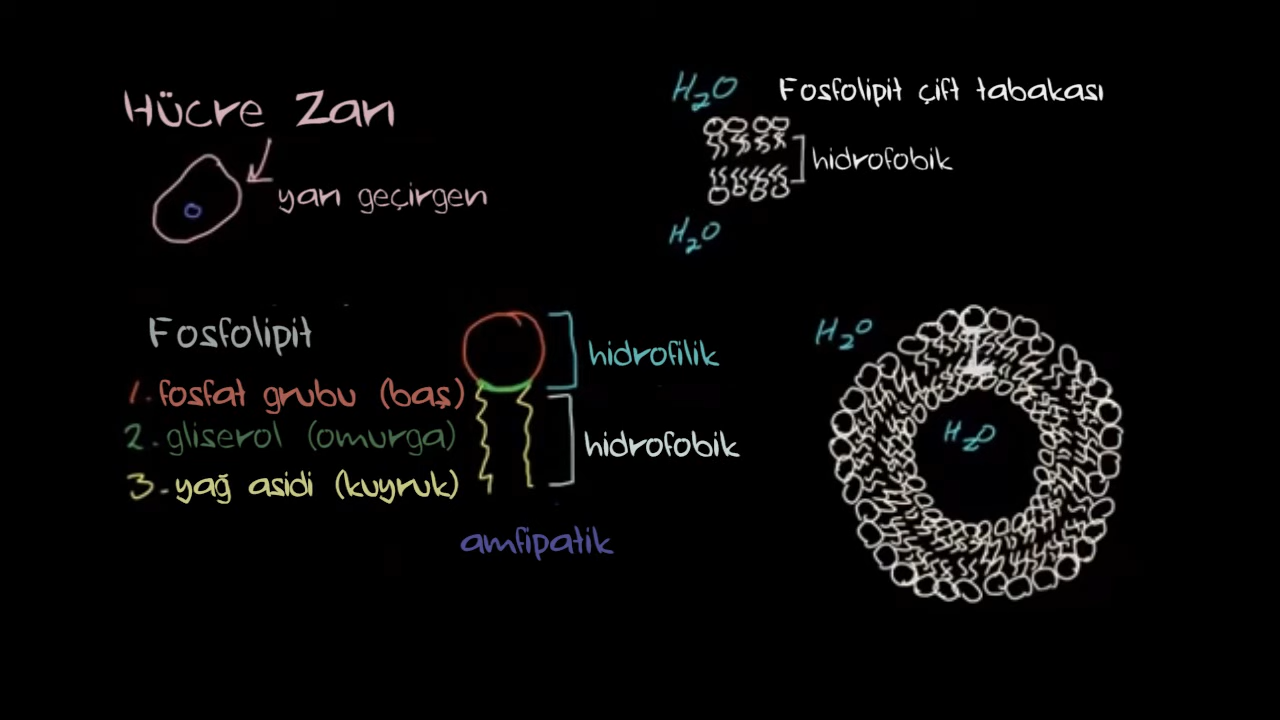 Hücre Zarı
yarı geçirgen
H₂O
Fosfolipit çift tabakası
hidrofobik
H₂O
Fosfolipit
1. fosfat grubu (baş)
2. gliserol (omurga)
3. yağ asidi (kuyruk)
hidrofilik
hidrofobik
amfipatik
H₂O
H₂O